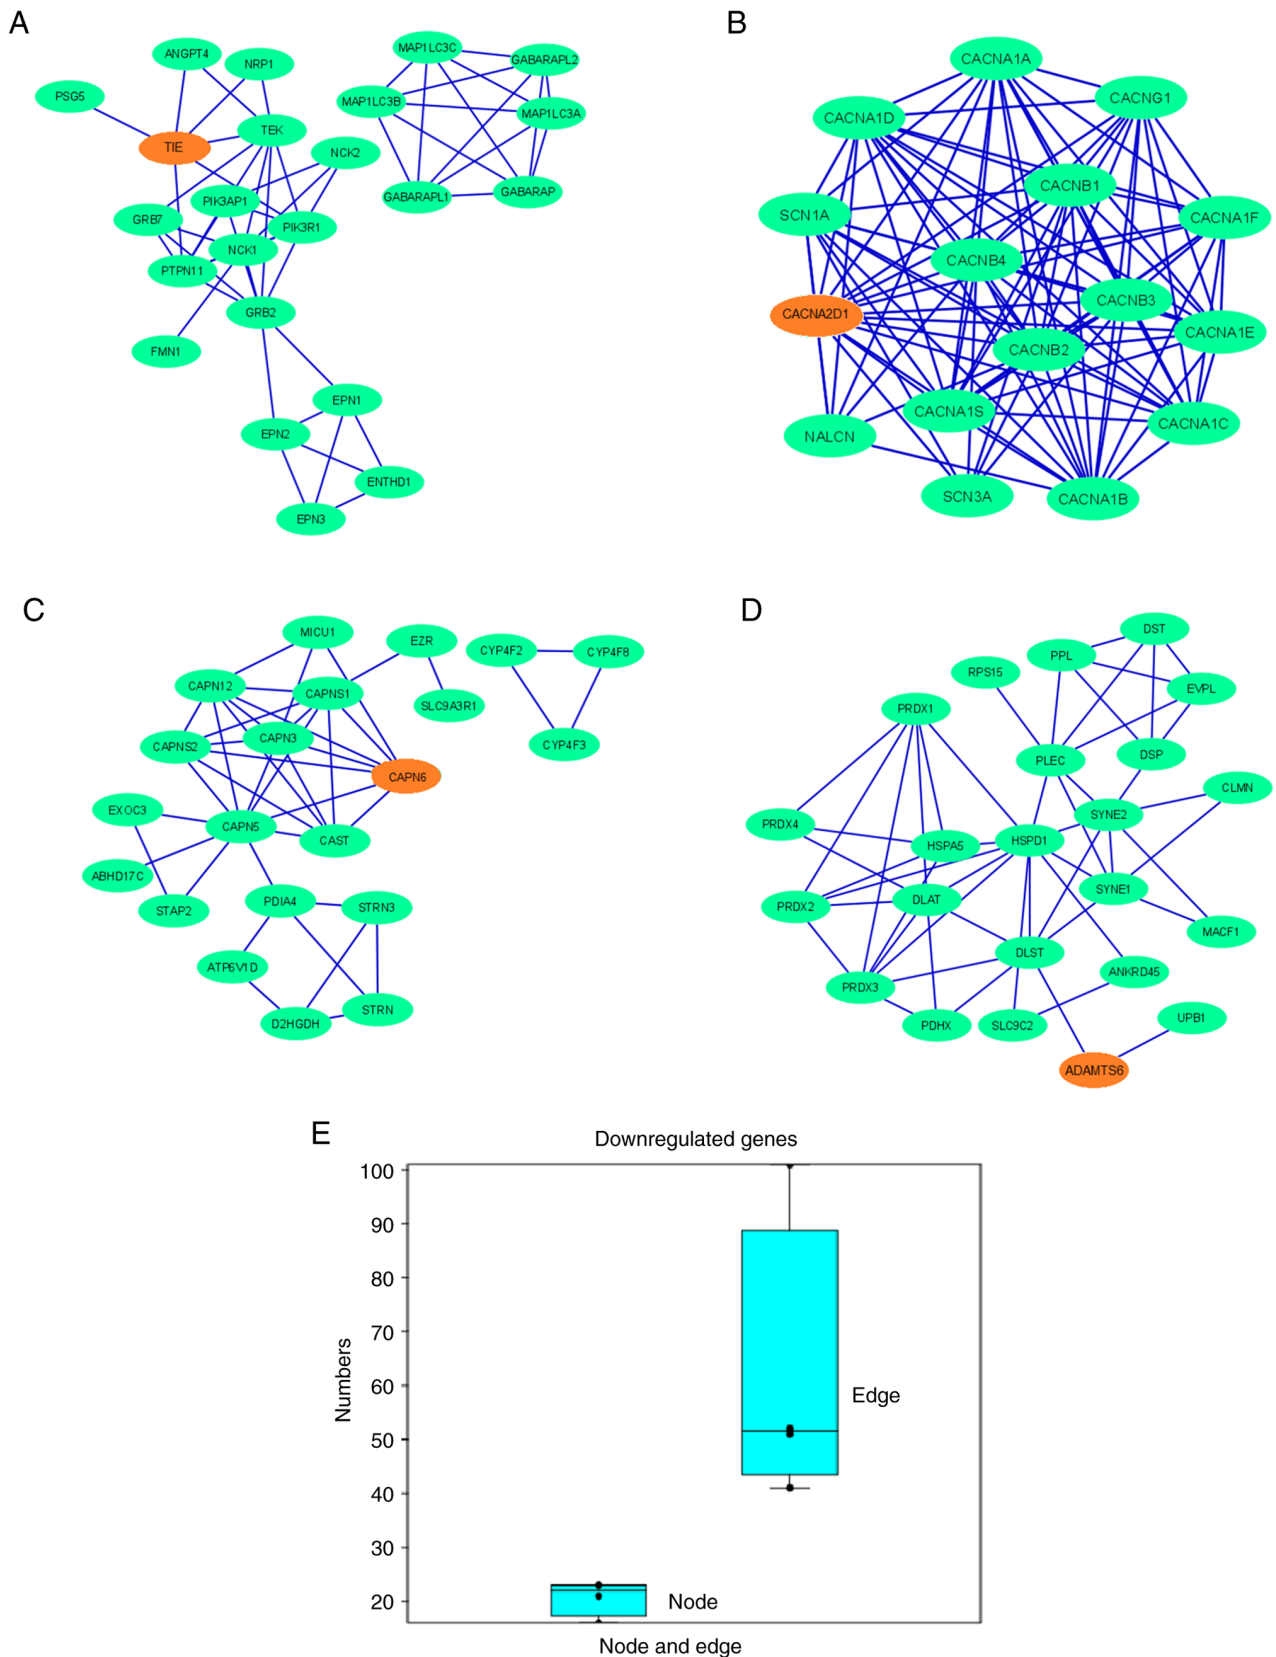 A
ANGPT4
NRP1
PSG5
TIE
TEK
NCK2
PIK3AP1
GRB7
PIK3R1
NCK1
PTPN11
GRB2
FMN1
EPN1
EPN2
ENTHD1
EPN3
MAP1LC3C
GABARAPL2
MAP1LC3B
MAP1LC3A
GABARAPL1
GABARAP
B
CACNA1A
CACNG1
CACNA1D
CACNB1
SCN1A
CACNA1F
CACNB4
CACNB3
CACNA2D1
CACNA1E
CACNB2
CACNA1S
CACNA1C
NALCN
SCN3A
CACNA1B
C
MICU1
EZR
CYP4F2
CYP4F8
CAPN12
CAPNS1
SLC9A3R1
CAPNS2
CAPN3
CYP4F3
CAPN6
EXOC3
CAPN5
CAST
ABHD17C
STAP2
PDIA4
STRN3
ATP6V1D
D2HGDH
STRN
D
DST
PPL
RPS15
EVPL
PRDX1
DSP
PLEC
CLMN
SYNE2
PRDX4
HSPA5
HSPD1
SYNE1
PRDX2
DLAT
MACF1
DLST
ANKRD45
PRDX3
PDHX
SLC9C2
UPB1
ADAMTS6
E
Downregulated genes
100
90
80
70
60
50
40
30
20
Numbers
Edge
Node
Node and edge